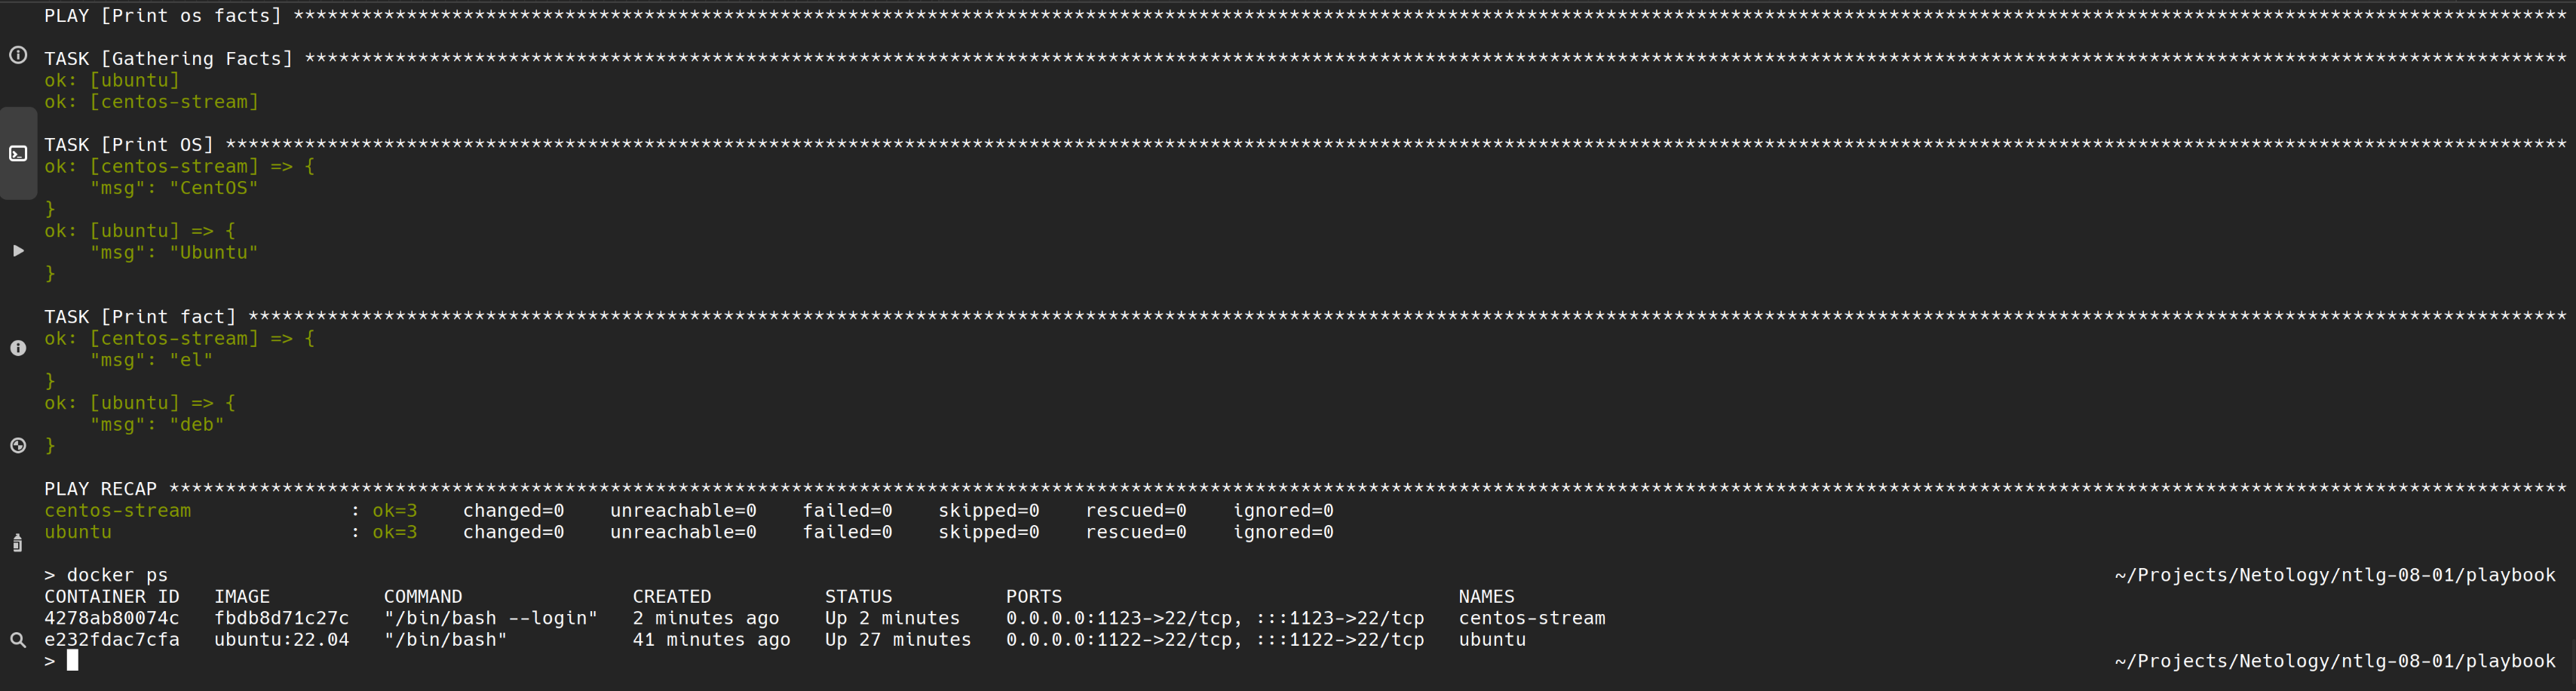 PLAY [Print os facts] ****************************************************************************************************************************************************************************************************************
TASK [Gathering Facts] ***************************************************************************************************************************************************************************************************************
ok: [ubuntu]
ok: [centos-stream]
TASK [Print OS] **********************************************************************************************************************************************************************************************************************
ok: [centos-stream] => {
    "msg": "CentOS"
}
ok: [ubuntu] => {
    "msg": "Ubuntu"
}
TASK [Print fact] ********************************************************************************************************************************************************************************************************************
ok: [centos-stream] => {
    "msg": "el"
}
ok: [ubuntu] => {
    "msg": "deb"
}
PLAY RECAP ***************************************************************************************************************************************************************************************************************************
centos-stream              : ok=3    changed=0    unreachable=0    failed=0    skipped=0    rescued=0    ignored=0
ubuntu                     : ok=3    changed=0    unreachable=0    failed=0    skipped=0    rescued=0    ignored=0
> docker ps ~/Projects/Netology/ntlg-08-01/playbook
CONTAINER ID   IMAGE          COMMAND               CREATED          STATUS          PORTS                                   NAMES
4278ab80074c   fbdb8d71c27c   "/bin/bash --login"   2 minutes ago    Up 2 minutes    0.0.0.0:1123->22/tcp, :::1123->22/tcp   centos-stream
e232fdac7cfa   ubuntu:22.04   "/bin/bash"           41 minutes ago   Up 27 minutes   0.0.0.0:1122->22/tcp, :::1122->22/tcp   ubuntu
> ~/Projects/Netology/ntlg-08-01/playbook